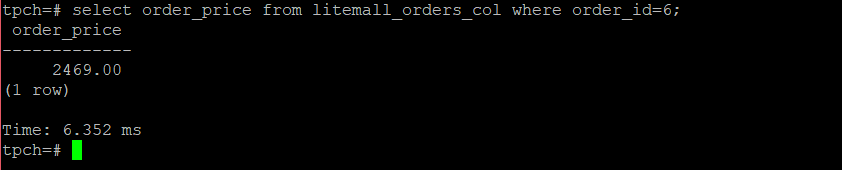 tpch=# select order_price from litemall_orders_col where order_id=6;
 order_price
-------------
     2469.00
(1 row)

Time: 6.352 ms
tpch=#